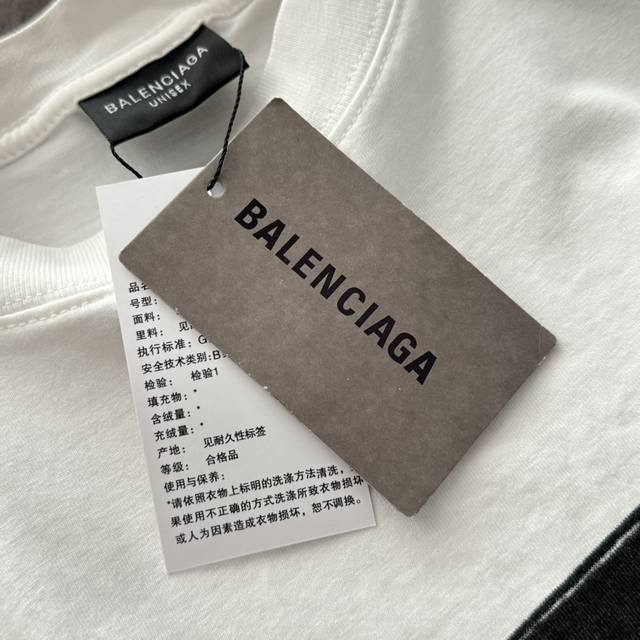 BALENCIAGA
UNISEX
BALENCIAGA
品名
号型：
面料：
里料： 见
执行标准：G
安全技术类别:B
检验： 检验1
填充物：*
含绒量：*
充绒量：*
产地： 见耐久性标签
等级： 合格品
使用与保养：
*请依照衣物上标明的洗涤方法清洗，
果使用不正确的方式洗涤所致衣物损坏
或人为因素造成衣物损坏，恕不调换。